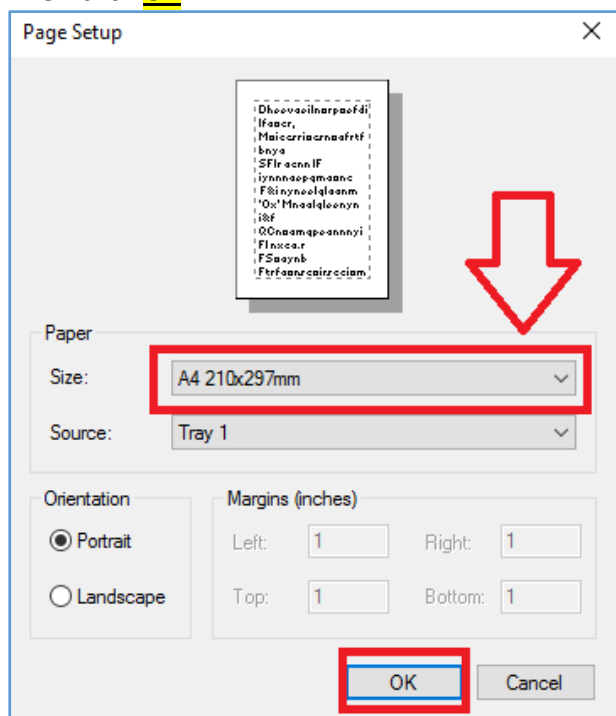 Page Setup
Paper
Size: A4 210x297mm
Source: Tray 1
Orientation
Portrait
Landscape
Margins (inches)
Left: 1 Right: 1
Top: 1 Bottom: 1
OK Cancel